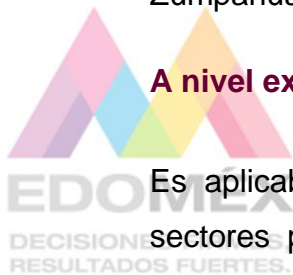 A nivel ex
Es aplicab
EDOMÉX
DECISIONES
sectores p
RESULTADOS FUERTES.